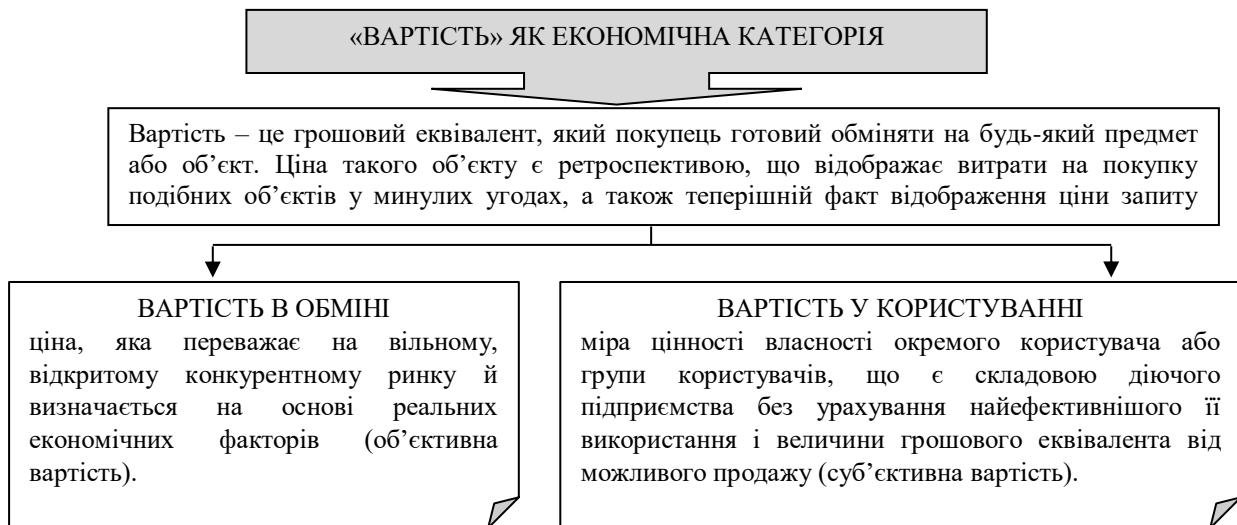 «ВАРТІСТЬ» ЯК ЕКОНОМІЧНА КАТЕГОРІЯ
Вартість – це грошовий еквівалент, який покупець готовий обміняти на будь-який предмет
або об’єкт. Ціна такого об’єкту є ретроспективою, що відображає витрати на покупку
подібних об’єктів у минулих угодах, а також теперішній факт відображення ціни запиту
ВАРТІСТЬ В ОБМІНІ
ціна, яка переважає на вільному,
відкритому конкурентному ринку й
визначається на основі реальних
економічних факторів (об’єктивна
вартість).
ВАРТІСТЬ У КОРИСТУВАННІ
міра цінності власності окремого користувача або
групи користувачів, що є складовою діючого
підприємства без урахування найефективнішого її
використання і величини грошового еквівалента від
можливого продажу (суб’єктивна вартість).